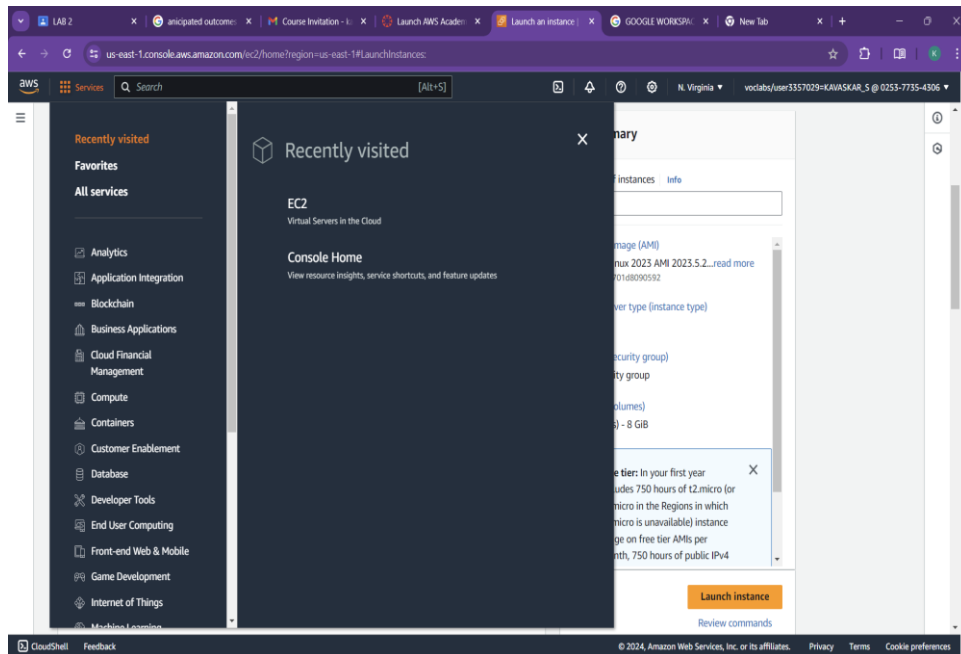 LAB 2
anicipated outcomes
Course Invitation -
Launch AWS Academ
Launch an instance |
GOOGLE WORKSPAC
New Tab
us-east-1.console.aws.amazon.com/ec2/home?region=us-east-1#LaunchInstances:
K
aws
Services
Search
[Alt+S]
N. Virginia
voclabs/user3357029=KAVASKAR_S @ 0253-7735-4306
Recently visited
Favorites
All services
Analytics
Application Integration
Blockchain
Business Applications
Cloud Financial
Management
Compute
Containers
Customer Enablement
Database
Developer Tools
End User Computing
Front-end Web & Mobile
Game Development
Internet of Things
Machine Learning
Recently visited
EC2
Virtual Servers in the Cloud
Console Home
View resource insights, service shortcuts, and feature updates
mary
instances Info
mage (AMI)
nux 2023 AMI 2023.5.2...read more
701d8090592
ver type (instance type)
ecurity group)
ity group
olumes)
s) - 8 GiB
e tier: In your first year
udes 750 hours of t2.micro (or
micro in the Regions in which
micro is unavailable) instance
ge on free tier AMIs per
nth, 750 hours of public IPv4
Launch instance
Review commands
CloudShell Feedback
© 2024, Amazon Web Services, Inc. or its affiliates. Privacy Terms Cookie preferences